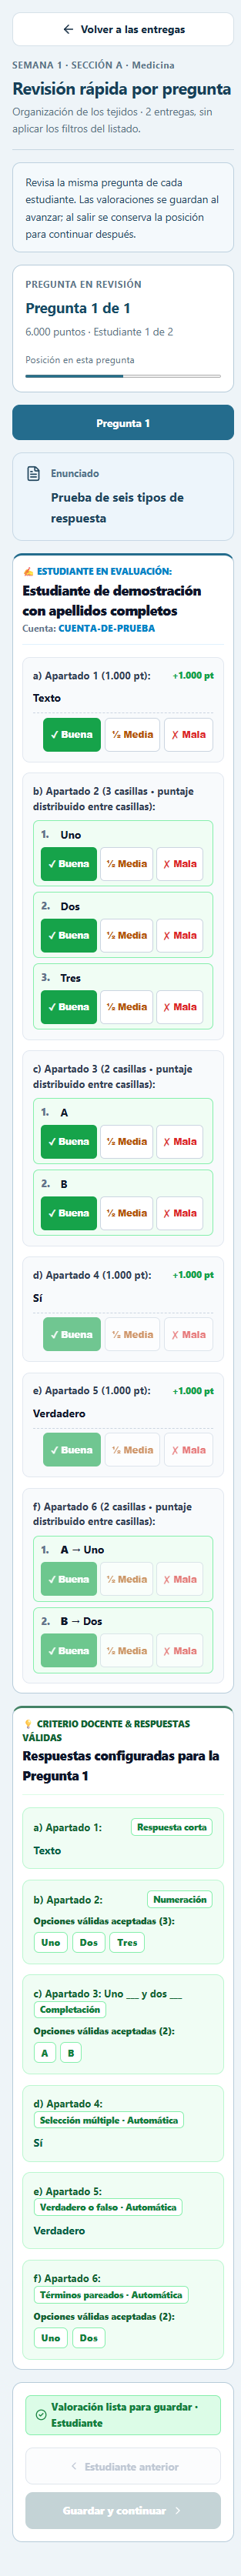 ← Volver a las entregas
SEMANA 1 · SECCIÓN A · Medicina
Revisión rápida por pregunta
Organización de los tejidos · 2 entregas, sin
aplicar los filtros del listado.
Revisa la misma pregunta de cada
estudiante. Las valoraciones se guardan al
avanzar; al salir se conserva la posición
para continuar después.
PREGUNTA EN REVISIÓN
Pregunta 1 de 1
6.000 puntos · Estudiante 1 de 2
Posición en esta pregunta
Pregunta 1
Enunciado
Prueba de seis tipos de
respuesta
✍ ESTUDIANTE EN EVALUACIÓN:
Estudiante de demostración
con apellidos completos
Cuenta: CUENTA-DE-PRUEBA
a) Apartado 1 (1.000 pt): +1.000 pt
Texto
✓ Buena ½ Media ✗ Mala
b) Apartado 2 (3 casillas • puntaje
distribuido entre casillas):
1. Uno
✓ Buena ½ Media ✗ Mala
2. Dos
✓ Buena ½ Media ✗ Mala
3. Tres
✓ Buena ½ Media ✗ Mala
c) Apartado 3 (2 casillas • puntaje
distribuido entre casillas):
1. A
✓ Buena ½ Media ✗ Mala
2. B
✓ Buena ½ Media ✗ Mala
d) Apartado 4 (1.000 pt): +1.000 pt
Sí
✓ Buena ½ Media ✗ Mala
e) Apartado 5 (1.000 pt): +1.000 pt
Verdadero
✓ Buena ½ Media ✗ Mala
f) Apartado 6 (2 casillas • puntaje
distribuido entre casillas):
1. A → Uno
✓ Buena ½ Media ✗ Mala
2. B → Dos
✓ Buena ½ Media ✗ Mala
💡 CRITERIO DOCENTE & RESPUESTAS
VÁLIDAS
Respuestas configuradas para la
Pregunta 1
a) Apartado 1: Respuesta corta
Texto
b) Apartado 2: Numeración
Opciones válidas aceptadas (3):
Uno Dos Tres
c) Apartado 3: Uno ___ y dos ___
Completación
Opciones válidas aceptadas (2):
A B
d) Apartado 4:
Selección múltiple · Automática
Sí
e) Apartado 5:
Verdadero o falso · Automática
Verdadero
f) Apartado 6:
Términos pareados · Automática
Opciones válidas aceptadas (2):
Uno Dos
Valoración lista para guardar ·
Estudiante
‹ Estudiante anterior
Guardar y continuar ›